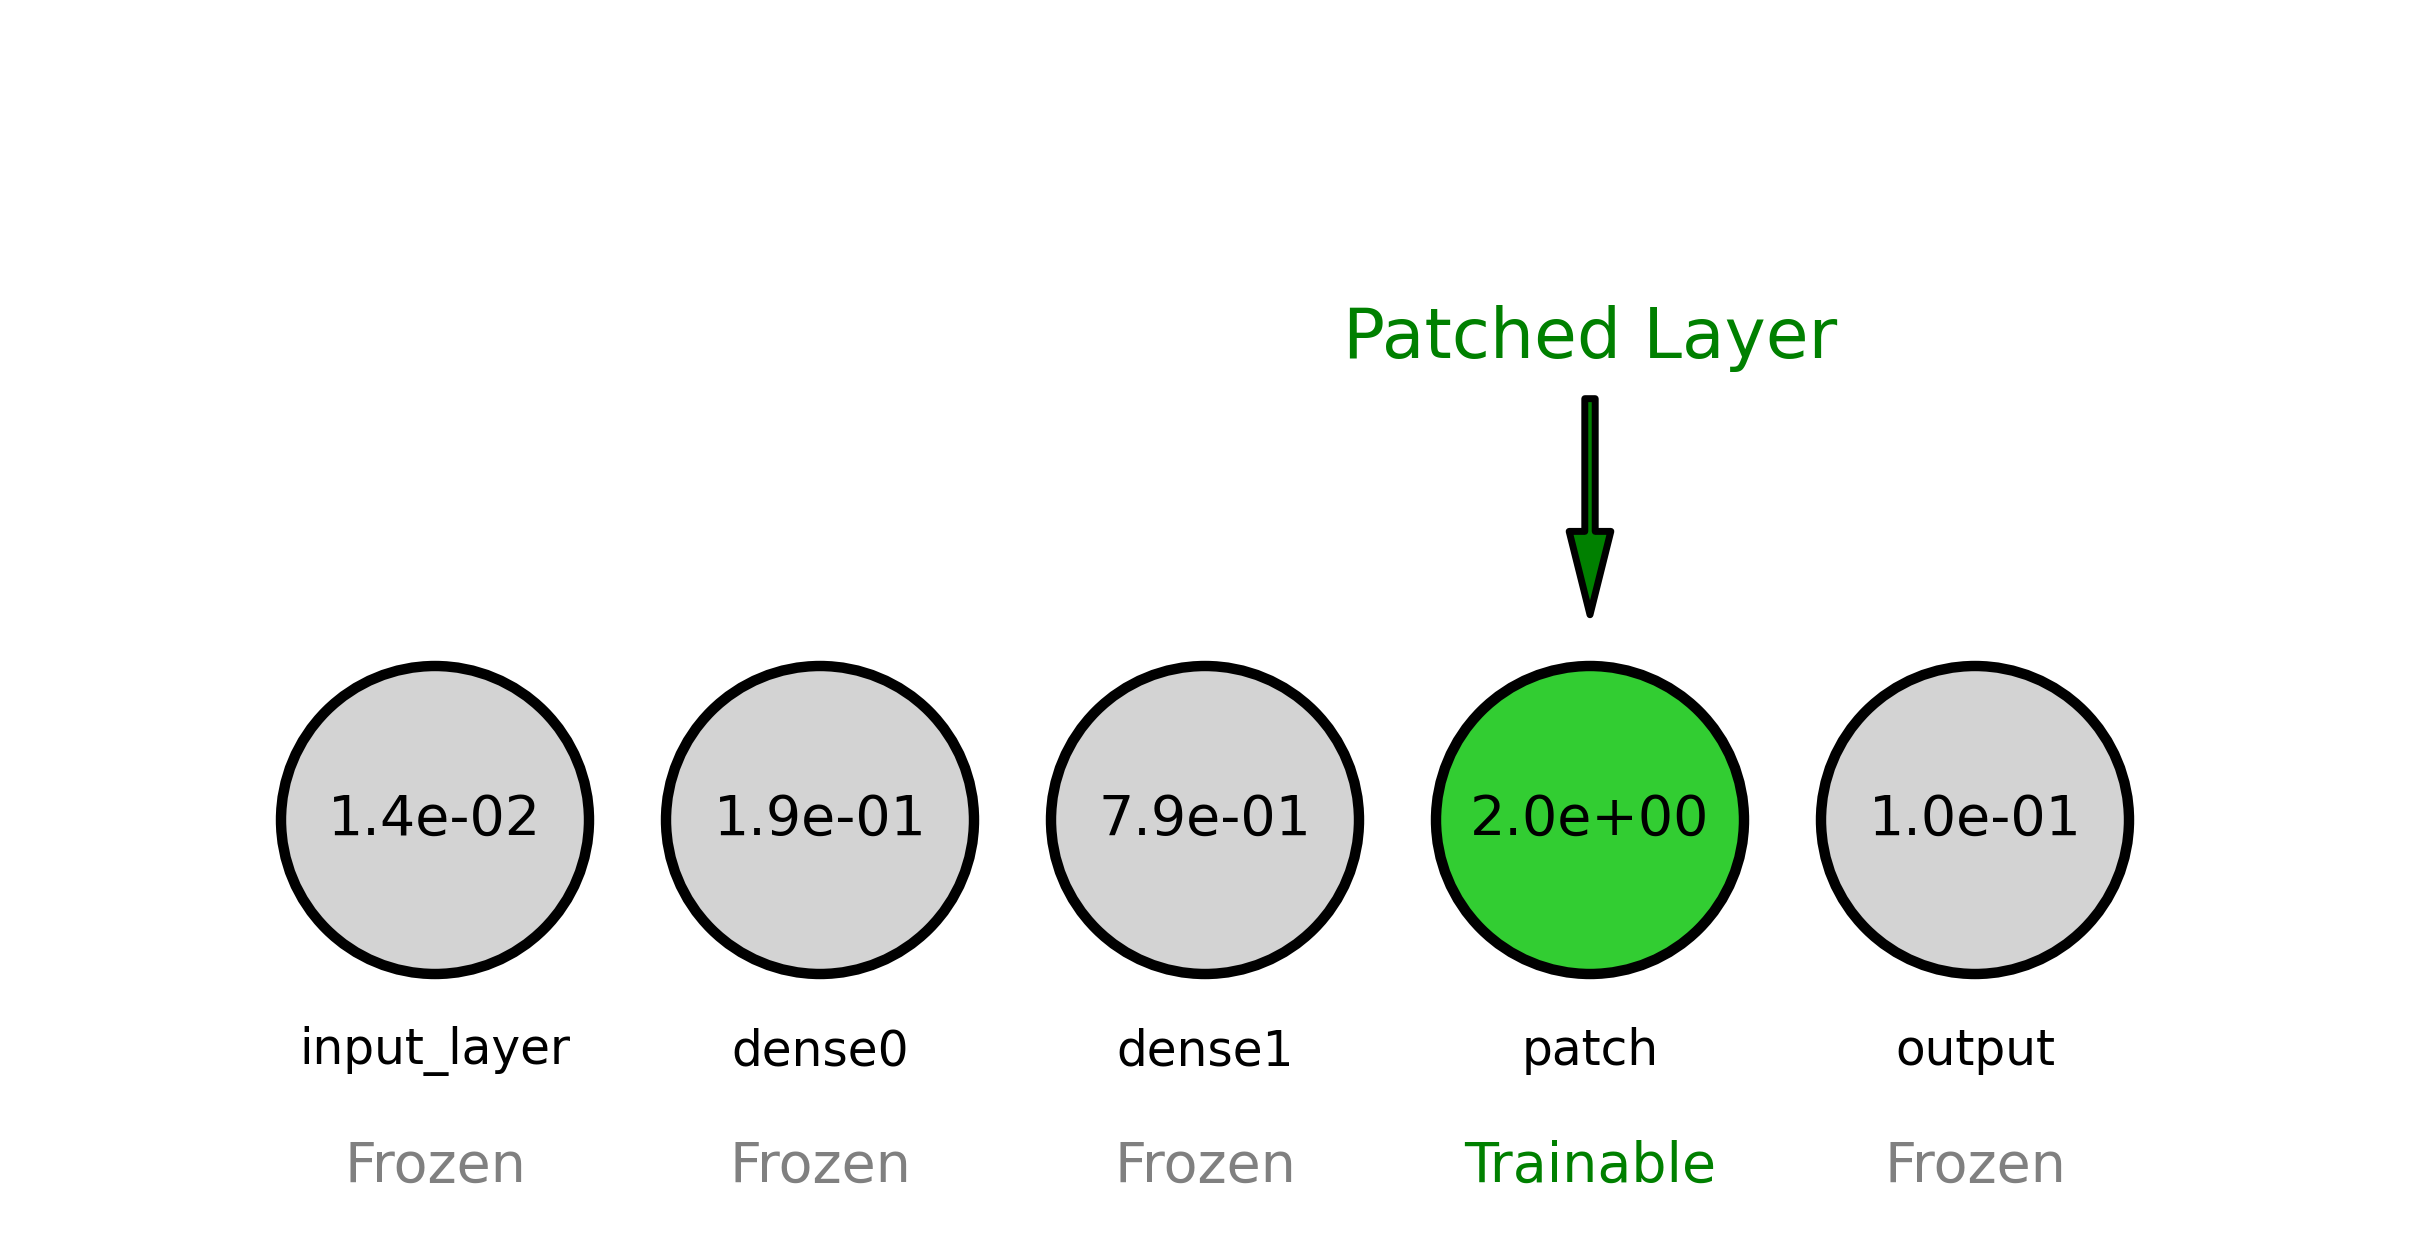 Patched Layer
1.4e-02 1.9e-01 7.9e-01 2.0e+00 1.0e-01
input_layer dense0 dense1 patch output
Frozen Frozen Frozen Trainable Frozen